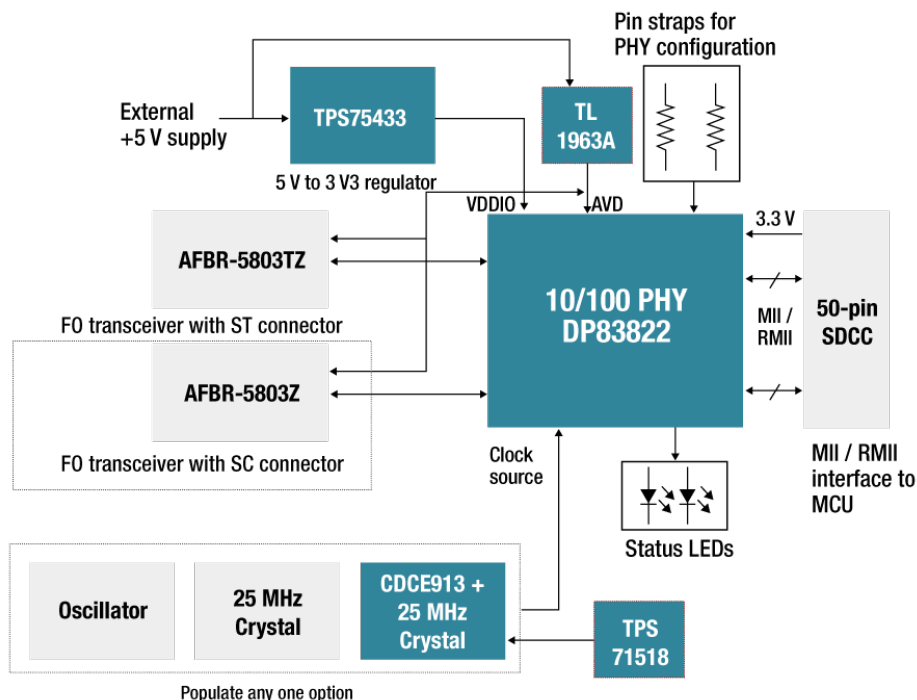 Pin straps for
PHY configuration
External
+5 V supply
TPS75433
TL
1963A
5 V to 3 V3 regulator
VDDIO
AVD
3.3 V
AFBR-5803TZ
FO transceiver with ST connector
10/100 PHY
DP83822
MII /
RMII
50-pin
SDCC
AFBR-5803Z
FO transceiver with SC connector
Clock
source
MII / RMII
interface to
MCU
Status LEDs
Oscillator
25 MHz
Crystal
CDCE913 +
25 MHz
Crystal
TPS
71518
Populate any one option